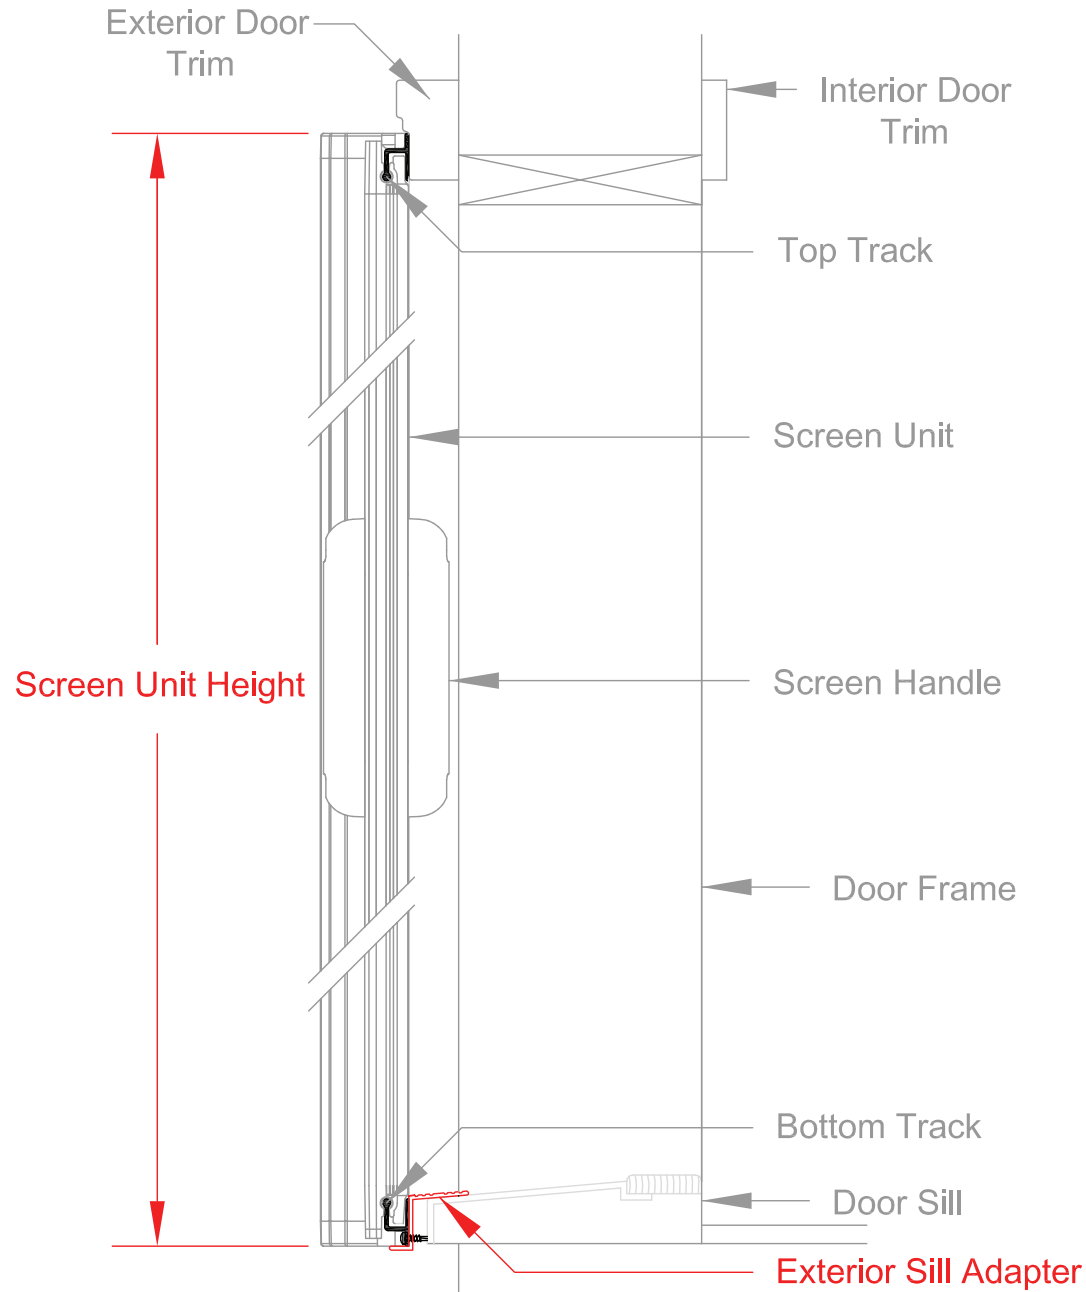 Exterior Door
Trim
Interior Door
Trim
Top Track
Screen Unit
Screen Unit Height
Screen Handle
Door Frame
Bottom Track
Door Sill
Exterior Sill Adapter